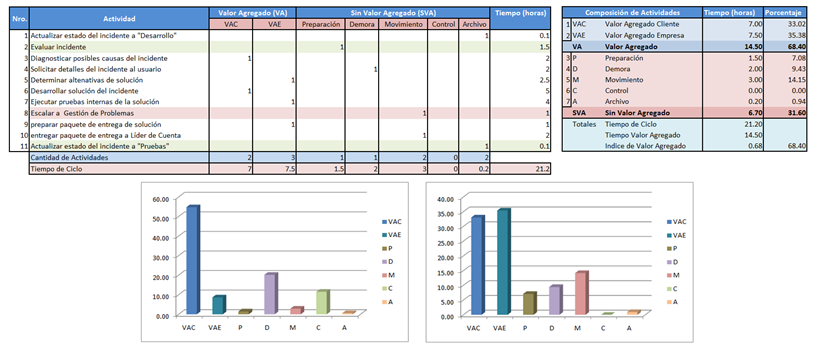 Nro. Actividad Valor Agregado (VA) Sin Valor Agregado (SVA) Tiempo (horas)
VAC VAE Preparación Demora Movimiento Control Archivo
1 Actualizar estado del incidente a "Desarrollo" 1 0.1
2 Evaluar incidente 1 1.5
3 Diagnosticar posibles causas del incidente 1 2
4 Solicitar detalles del incidente al usuario 1 2
5 Determinar altenativas de solución 1 2.5
6 Desarrollar solución del incidente 1 5
7 Ejecutar pruebas internas de la solución 1 4
8 Escalar a Gestión de Problemas 1 1
9 preparar paquete de entrega de solución 1 1
10 entregar paquete de entrega a Líder de Cuenta 1 2
11 Actualizar estado del incidente a "Pruebas" 1 0.1
Cantidad de Actividades 2 3 1 1 2 0 2
Tiempo de Ciclo 7 7.5 1.5 2 3 0 0.2 21.2
Composición de Actividades Tiempo (horas) Porcentaje
1 VAC Valor Agregado Cliente 7.00 33.02
2 VAE Valor Agregado Empresa 7.50 35.38
VA Valor Agregado 14.50 68.40
3 P Preparación 1.50 7.08
4 D Demora 2.00 9.43
5 M Movimiento 3.00 14.15
6 C Control 0.00 0.00
7 A Archivo 0.20 0.94
SVA Sin Valor Agregado 6.70 31.60
Totales Tiempo de Ciclo 21.20
Tiempo Valor Agregado 14.50
Indice de Valor Agregado 0.68 68.40
60.00
50.00
40.00
30.00
20.00
10.00
0.00
VAC VAE P D M C A
VAC
VAE
P
D
M
C
A
40.00
35.00
30.00
25.00
20.00
15.00
10.00
5.00
0.00
VAC VAE P D M C A
VAC
VAE
P
D
M
C
A